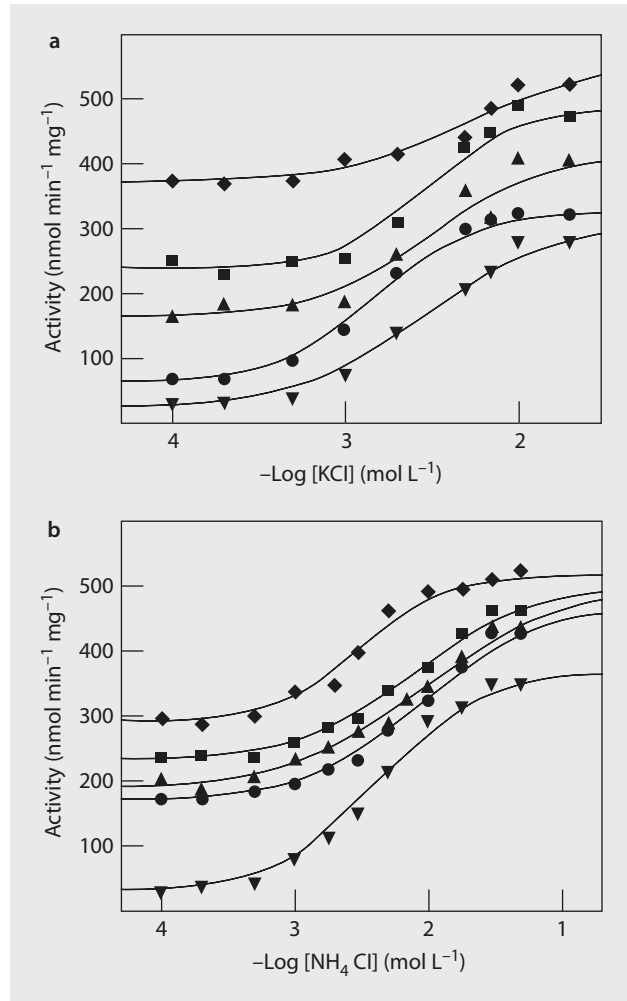 a
Activity (nmol min⁻¹ mg⁻¹)
500
400
300
200
100
4 3 2
–Log [KCl] (mol L⁻¹)
b
Activity (nmol min⁻¹ mg⁻¹)
500
400
300
200
100
4 3 2 1
–Log [NH₄ Cl] (mol L⁻¹)